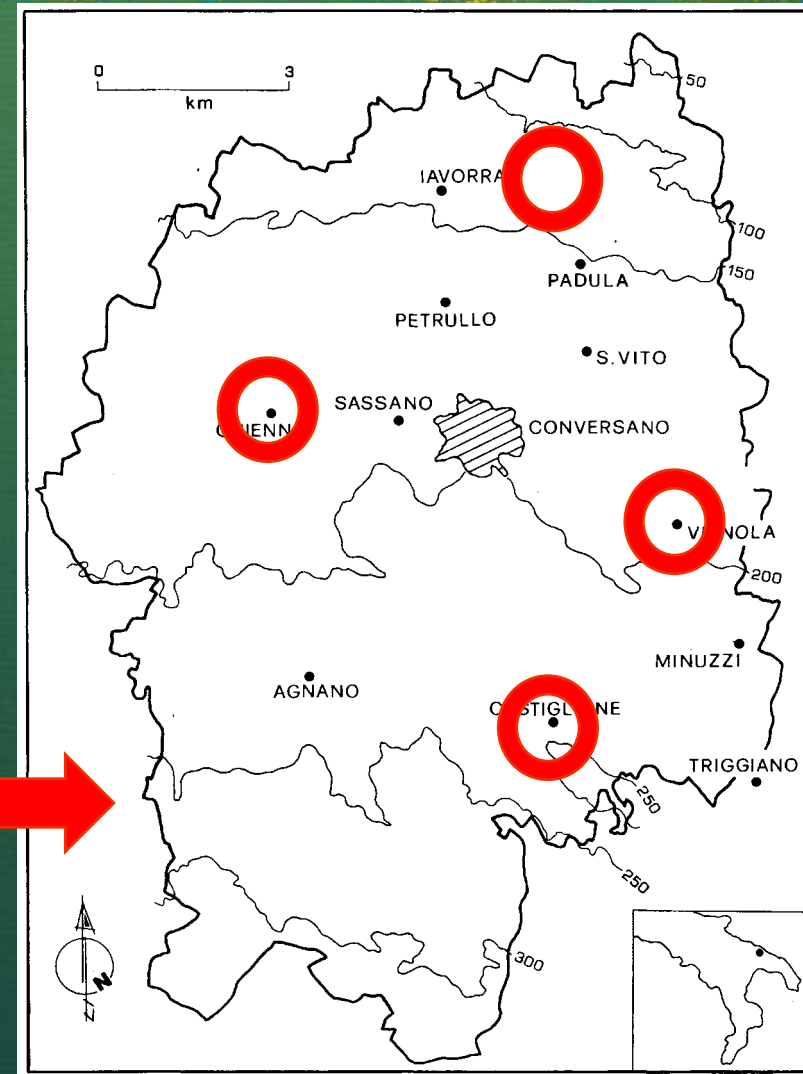 0 3
km
50
IAVORRA
100
150
PADULA
PETRULLO
S.VITO
SASSANO
CONVERSANO
200
MINUZZI
AGNANO
TRIGGIANO
250
250
300
N